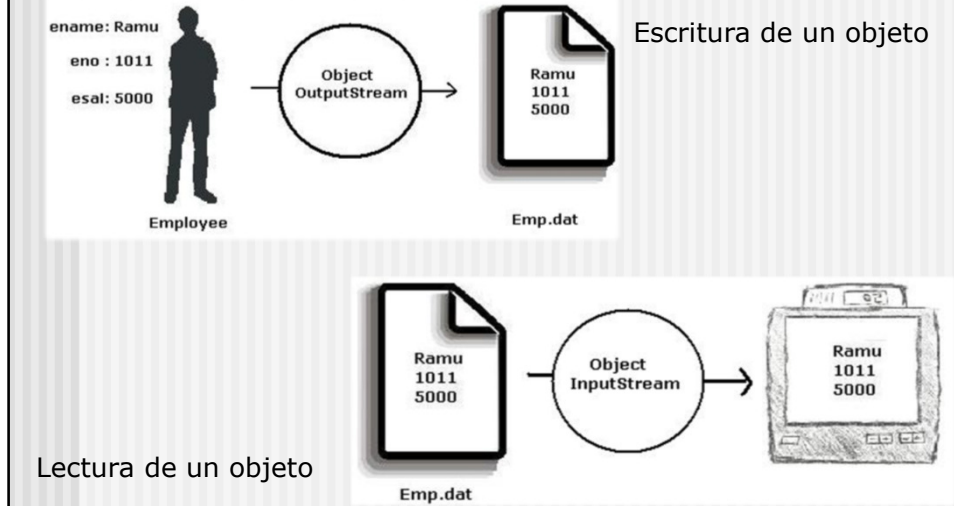 ename: Ramu
eno : 1011
esal: 5000
Employee
Object
OutputStream
Ramu
1011
5000
Emp.dat
Escritura de un objeto
Lectura de un objeto
Ramu
1011
5000
Emp.dat
Object
InputStream
Ramu
1011
5000